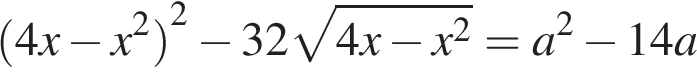 (4x − x²)² − 32√(4x − x²) = a² − 14a